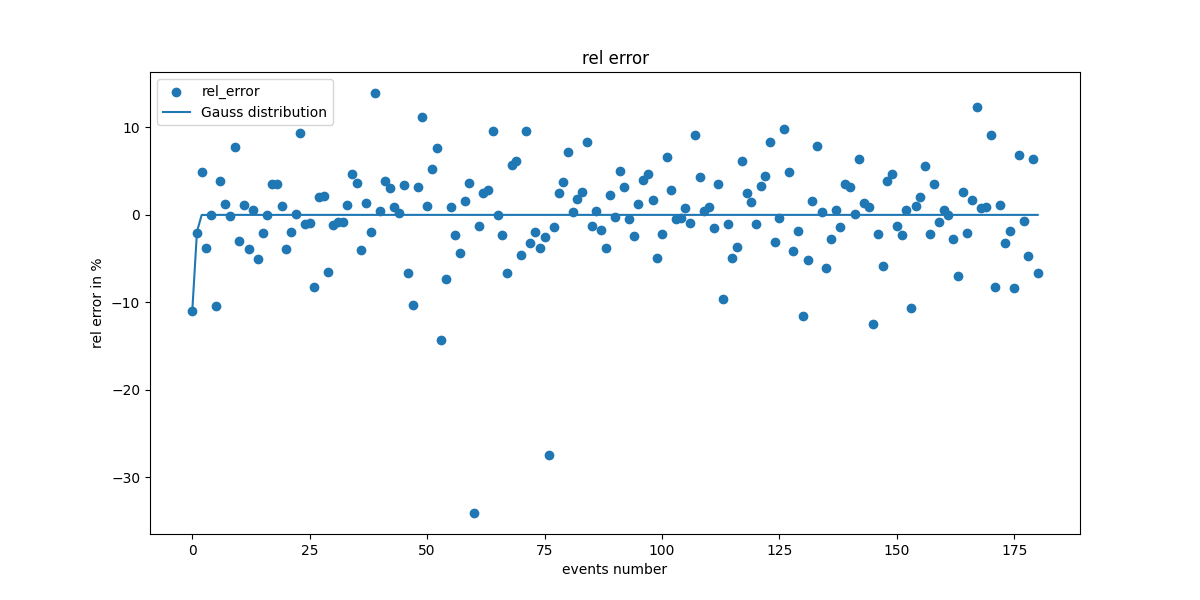 rel error
rel_error
Gauss distribution
10
0
−10
−20
−30
rel error in %
0 25 50 75 100 125 150 175
events number